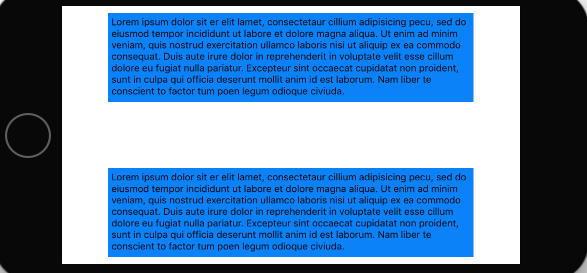 Lorem ipsum dolor sit er elit lamet, consectetaur cillium adipisicing pecu, sed do
eiusmod tempor incididunt ut labore et dolore magna aliqua. Ut enim ad minim
veniam, quis nostrud exercitation ullamco laboris nisi ut aliquip ex ea commodo
consequat. Duis aute irure dolor in reprehenderit in voluptate velit esse cillum
dolore eu fugiat nulla pariatur. Excepteur sint occaecat cupidatat non proident,
sunt in culpa qui officia deserunt mollit anim id est laborum. Nam liber te
conscient to factor tum poen legum odioque civiuda.
Lorem ipsum dolor sit er elit lamet, consectetaur cillium adipisicing pecu, sed do
eiusmod tempor incididunt ut labore et dolore magna aliqua. Ut enim ad minim
veniam, quis nostrud exercitation ullamco laboris nisi ut aliquip ex ea commodo
consequat. Duis aute irure dolor in reprehenderit in voluptate velit esse cillum
dolore eu fugiat nulla pariatur. Excepteur sint occaecat cupidatat non proident,
sunt in culpa qui officia deserunt mollit anim id est laborum. Nam liber te
conscient to factor tum poen legum odioque civiuda.